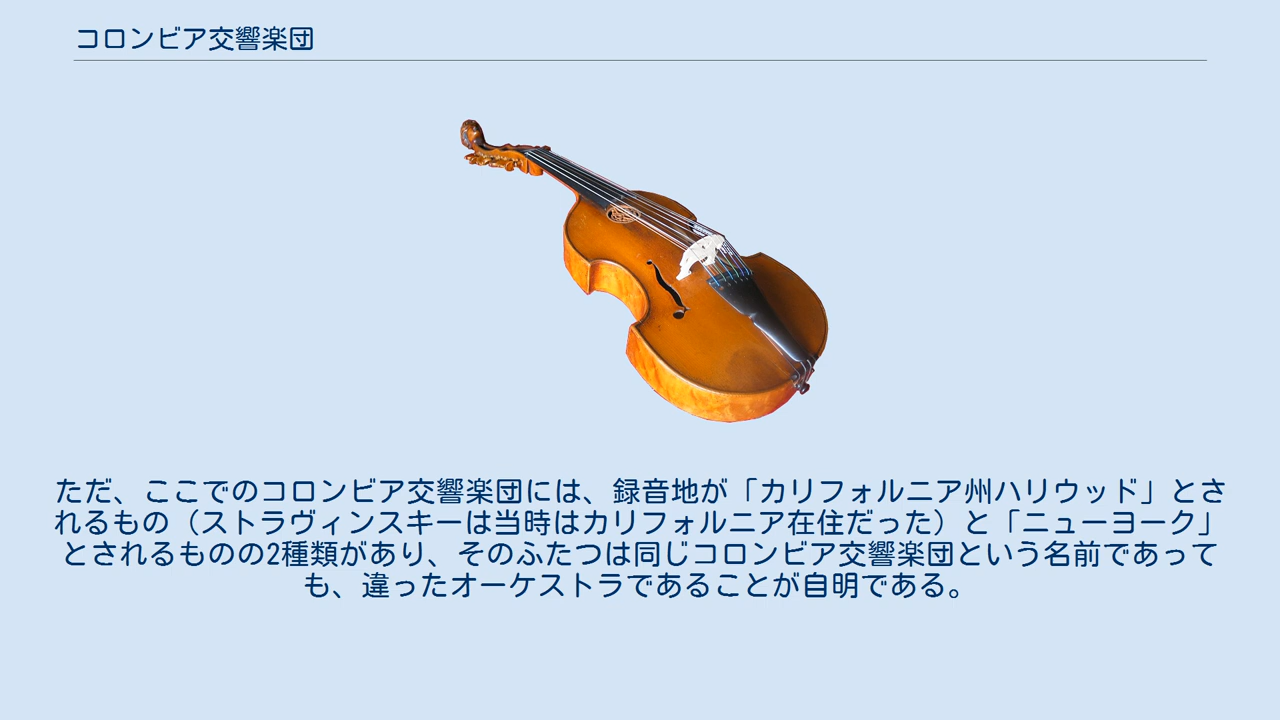 コロンビア交響楽団
ただ、ここでのコロンビア交響楽団には、録音地が「カリフォルニア州ハリウッド」とさ
れるもの（ストラヴィンスキーは当時はカリフォルニア在住だった）と「ニューヨーク」
とされるものの2種類があり、そのふたつは同じコロンビア交響楽団という名前であって
も、違ったオーケストラであることが自明である。